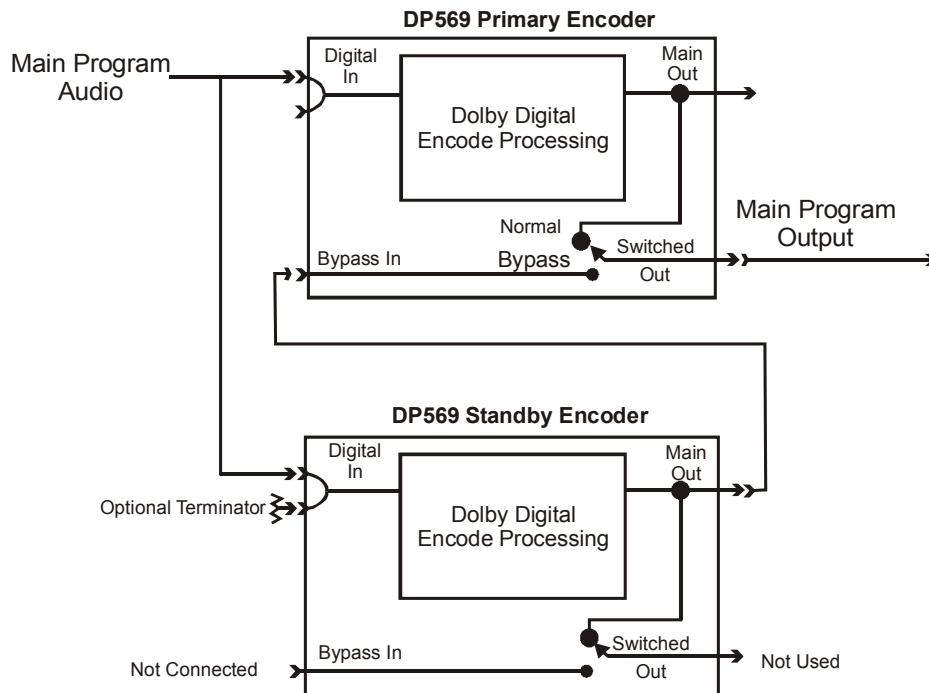 DP569 Primary Encoder
Main Program
Audio
Digital
In
Main
Out
Dolby Digital
Encode Processing
Normal
Bypass In
Bypass
Switched
Out
Main Program
Output
DP569 Standby Encoder
Digital
In
Main
Out
Optional Terminator
Dolby Digital
Encode Processing
Bypass In
Switched
Out
Not Connected
Not Used